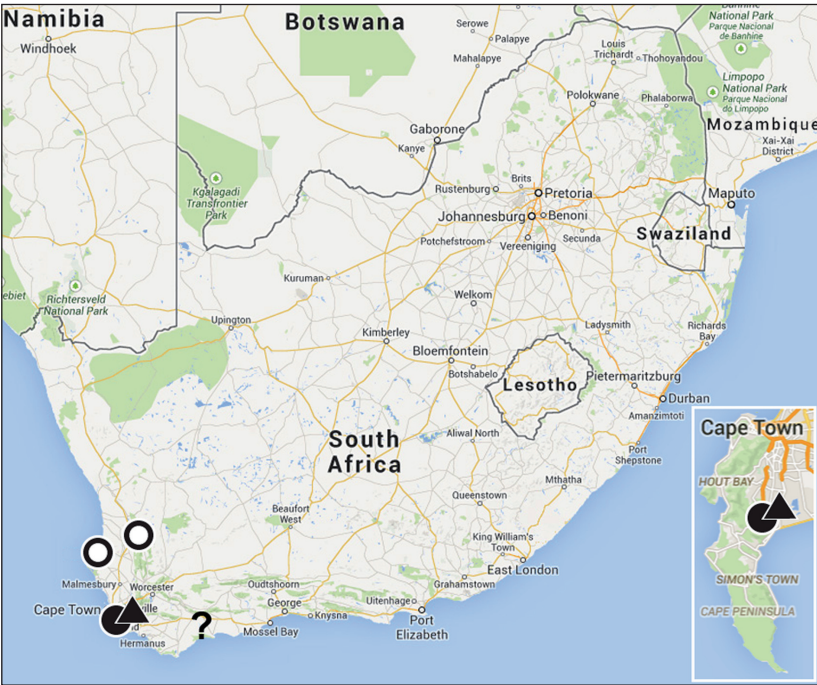 Namibia
Windhoek
Botswana
Serowe
Palapye
Mahalapye
Louis
Trichardt
Thohoyandou
National Park
Parque Nacional
de Banhine
Polokwane
Phalaborwa
Limpopo
National Park
Parque Nacional
do Limpopo
Gaborone
Kanye
Mozambique
Xai-Xai
District
Kgalagadi
Transfrontier
Park
Rustenburg
Brits
Pretoria
Maputo
Johannesburg
Benoni
Potchefstroom
Vereeniging
Secunda
Swaziland
Kuruman
Richtersveld
National Park
Welkom
Upington
Kimberley
Ladysmith
Richards
Bay
Bloemfontein
Botshabelo
Lesotho
Pietermaritzburg
Durban
Amanzimtoti
South
Africa
Aliwal North
Port
Shepstone
Mthatha
Queenstown
Beaufort
West
King William's
Town
East London
Malmesbury
Worcester
Oudtshoorn
Grahamstown
Cape Town
ville
George
Uitenhage
Knysna
?
Hermanus
Mossel Bay
Port
Elizabeth
Cape Town
HOUT BAY
SIMON'S TOWN
CAPE PENINSULA